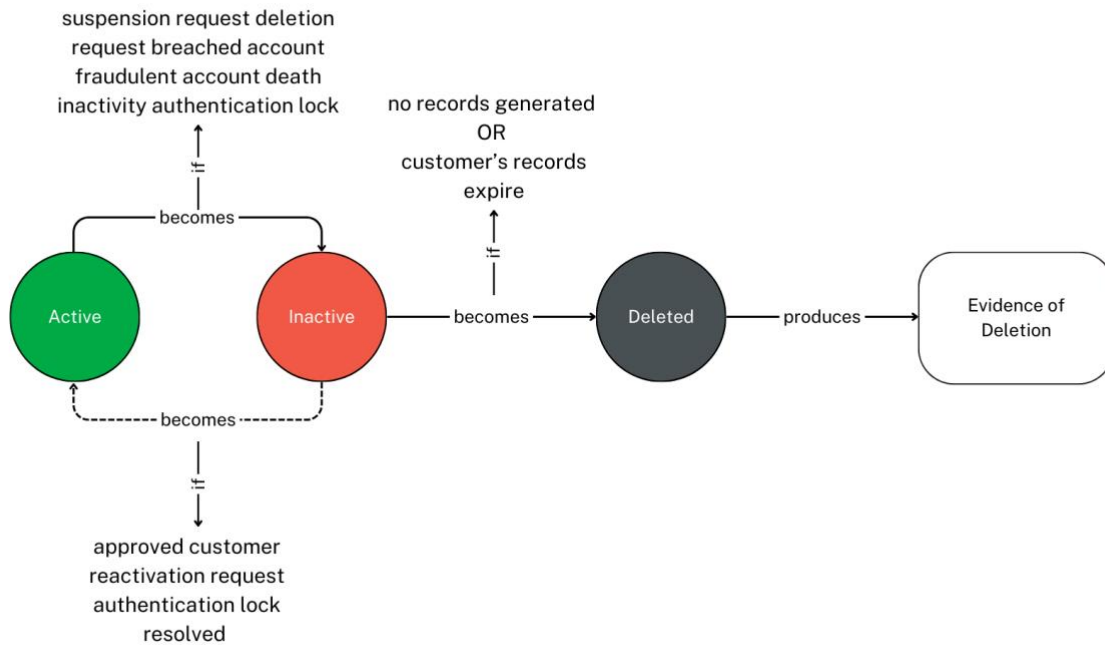 suspension request deletion
request breached account
fraudulent account death
inactivity authentication lock
no records generated
OR
customer’s records
expire
if
if
becomes
Active
Inactive
becomes
Deleted
produces
Evidence of
Deletion
becomes
if
approved customer
reactivation request
authentication lock
resolved